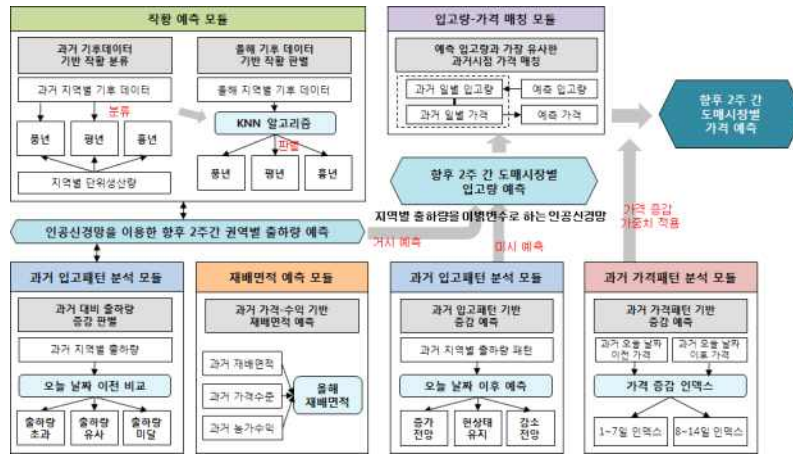 작황 예측 모듈
과거 기후데이터
기반 작황 분류
과거 지역별 기후 데이터
분류
풍년
평년
흉년
지역별 단위생산량
올해 기후 데이터
기반 작황 판별
올해 지역별 기후 데이터
KNN 알고리즘
판별
풍년
평년
흉년
입고량-가격 매칭 모듈
예측 입고량과 가장 유사한
과거시점 가격 매칭
과거 일별 입고량
예측 입고량
과거 일별 가격
예측 가격
향후 2주 간
도매시장별
가격 예측
향후 2주 간 도매시장별
입고량 예측
지역별 출하량을 더벌변수로 하는 인공신경망
가격 증감
가중치 적용
인공신경망을 이용한 향후 2주간 권역별 출하량 예측
거시 예측
미시 예측
과거 입고패턴 분석 모듈
과거 대비 출하량
증감 판별
과거 지역별 출하량
오늘 날짜 이전 비교
출하량
초과
출하량
유사
출하량
미달
재배면적 예측 모듈
과거 가격·수익 기반
재배면적 예측
과거 재배면적
과거 가격수준
과거 농가수익
올해
재배면적
과거 입고패턴 분석 모듈
과거 입고패턴 기반
증감 예측
과거 지역별 출하량 패턴
오늘 날짜 이후 예측
증가
전망
현상태
유지
감소
전망
과거 가격패턴 분석 모듈
과거 가격패턴 기반
증감 예측
과거 오늘 날짜
이전 가격
과거 오늘 날짜
이후 가격
가격 증감 인덱스
1~7일 인덱스
8~14일 인덱스